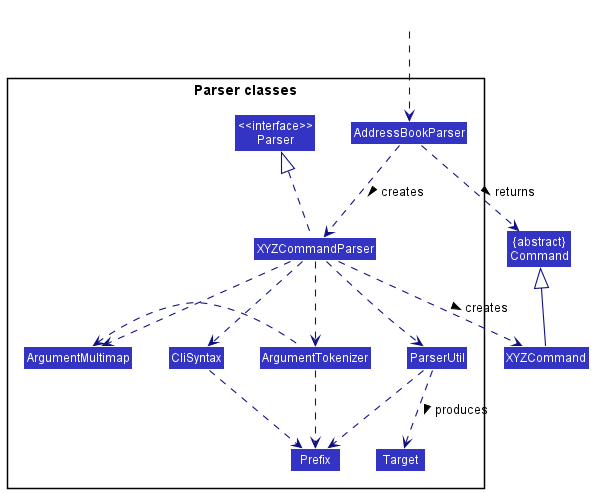 Parser classes
<<interface>>
Parser
AddressBookParser
creates
returns
XYZCommandParser
{abstract}
Command
creates
ArgumentMultimap
CliSyntax
ArgumentTokenizer
ParserUtil
XYZCommand
produces
Prefix
Target